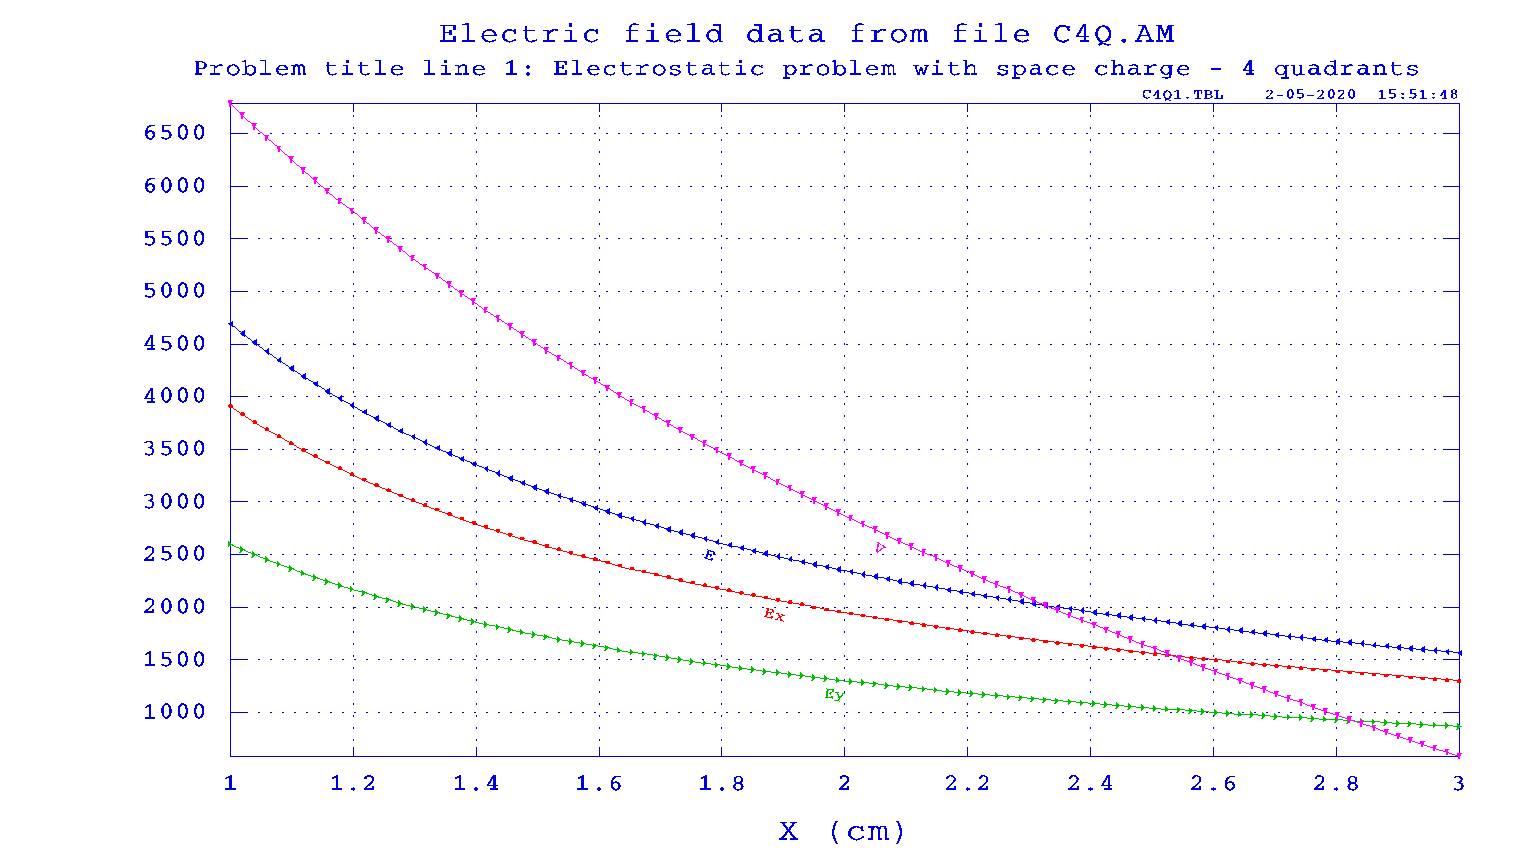 Electric field data from file C4Q.AM
Problem title line 1: Electrostatic problem with space charge - 4 quadrants
C4Q1.TBL 2-05-2020 15:51:48
6500
6000
5500
5000
4500
4000
3500
3000
2500
2000
1500
1000
E
V
Ex
Ey
1 1.2 1.4 1.6 1.8 2 2.2 2.4 2.6 2.8 3
X (cm)